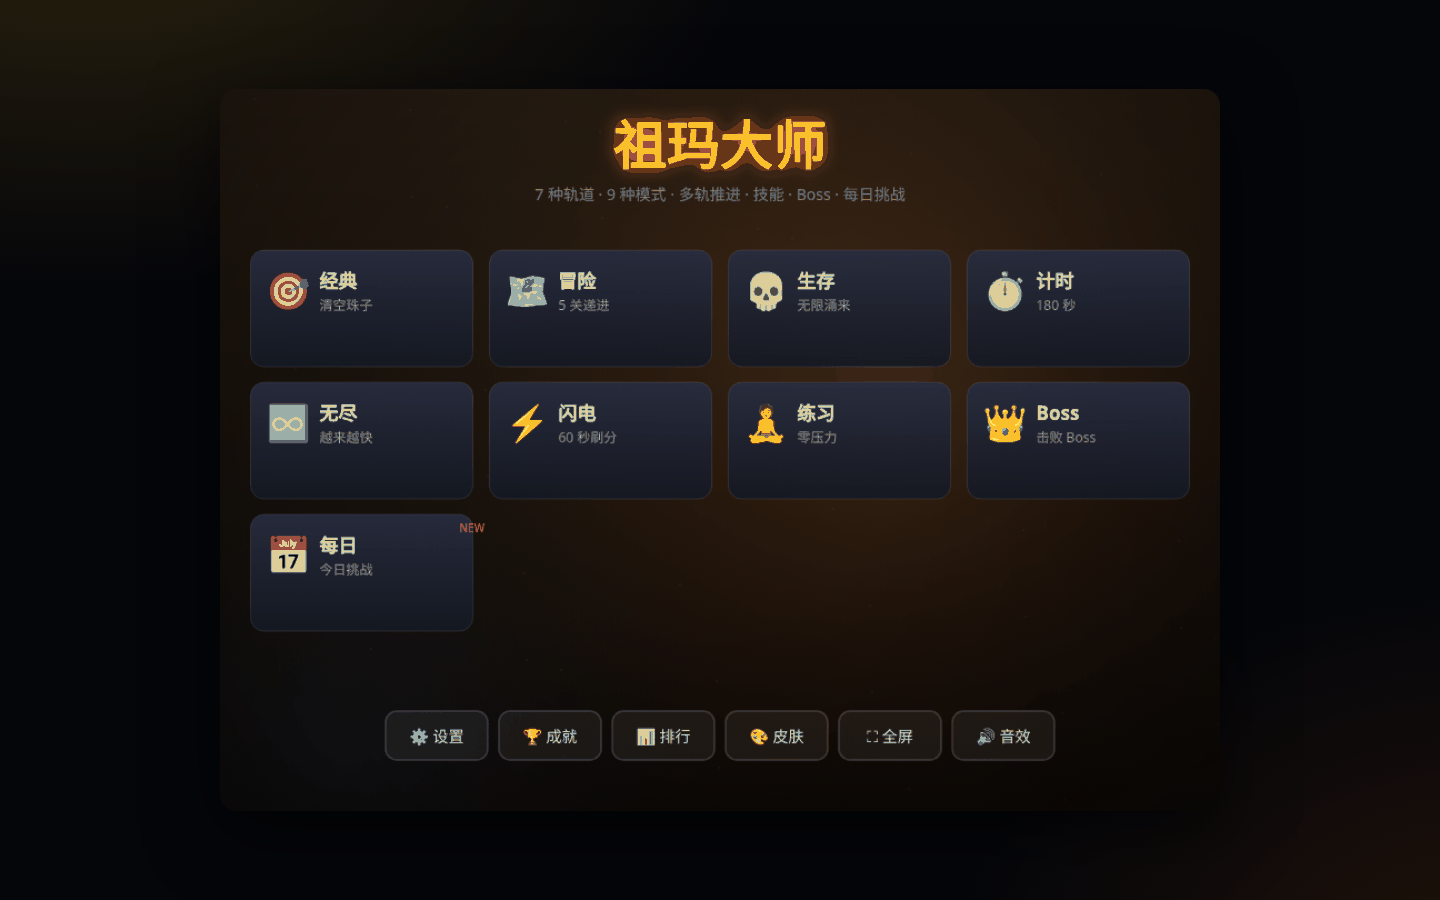 祖玛大师
7 种轨道 · 9 种模式 · 多轨推进 · 技能 · Boss · 每日挑战
经典
清空珠子
冒险
5 关递进
生存
无限涌来
计时
180 秒
无尽
越来越快
闪电
60 秒刷分
练习
零压力
Boss
击败 Boss
NEW
July
17
每日
今日挑战
设置
成就
排行
皮肤
全屏
音效